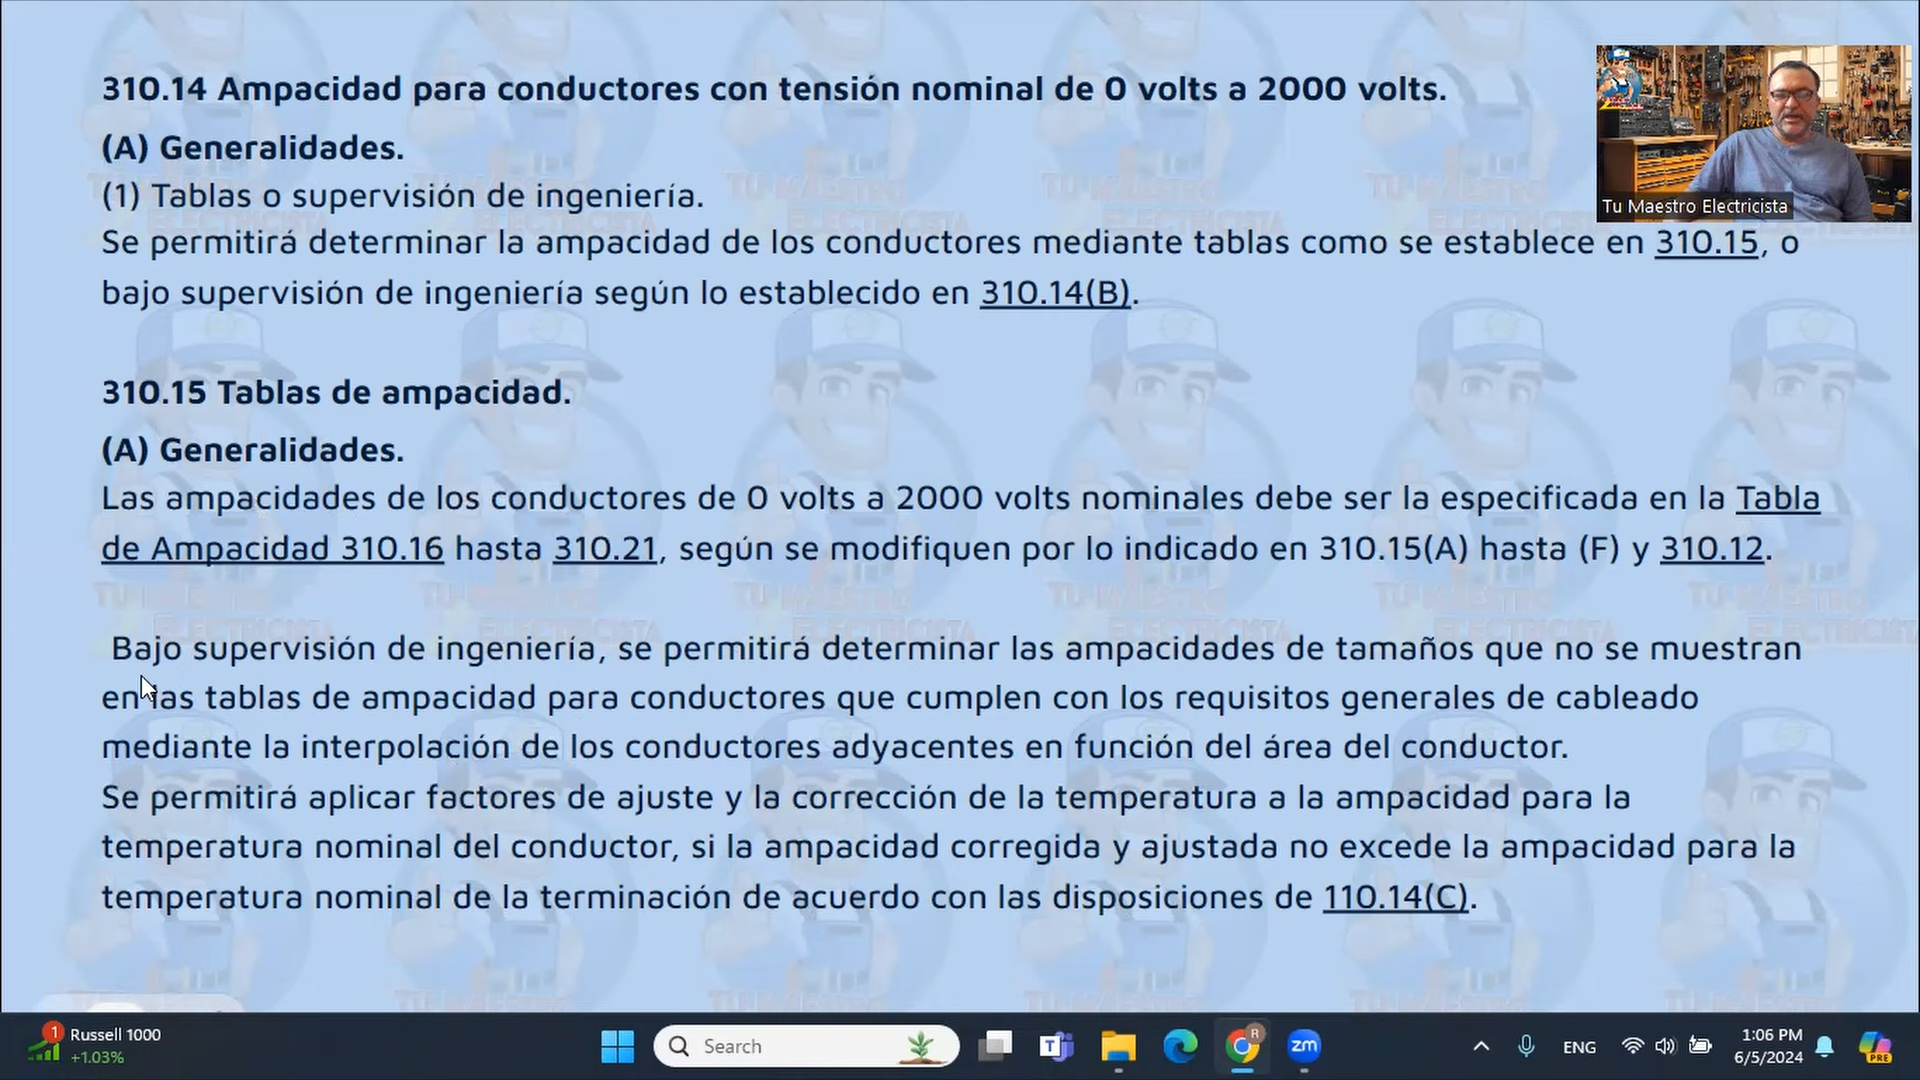 310.14 Ampacidad para conductores con tensión nominal de 0 volts a 2000 volts.
(A) Generalidades.
(1) Tablas o supervisión de ingeniería.
Se permitirá determinar la ampacidad de los conductores mediante tablas como se establece en 310.15, o
bajo supervisión de ingeniería según lo establecido en 310.14(B).
310.15 Tablas de ampacidad.
(A) Generalidades.
Las ampacidades de los conductores de 0 volts a 2000 volts nominales debe ser la especificada en la Tabla
de Ampacidad 310.16 hasta 310.21, según se modifiquen por lo indicado en 310.15(A) hasta (F) y 310.12.
Bajo supervisión de ingeniería, se permitirá determinar las ampacidades de tamaños que no se muestran
en las tablas de ampacidad para conductores que cumplen con los requisitos generales de cableado
mediante la interpolación de los conductores adyacentes en función del área del conductor.
Se permitirá aplicar factores de ajuste y la corrección de la temperatura a la ampacidad para la
temperatura nominal del conductor, si la ampacidad corregida y ajustada no excede la ampacidad para la
temperatura nominal de la terminación de acuerdo con las disposiciones de 110.14(C).
Tu Maestro Electricista
TU MAESTRO
ELECTRICISTA
1
Russell 1000
+1.03%
Search
T
R
zm
ENG
1:06 PM
6/5/2024
PRE